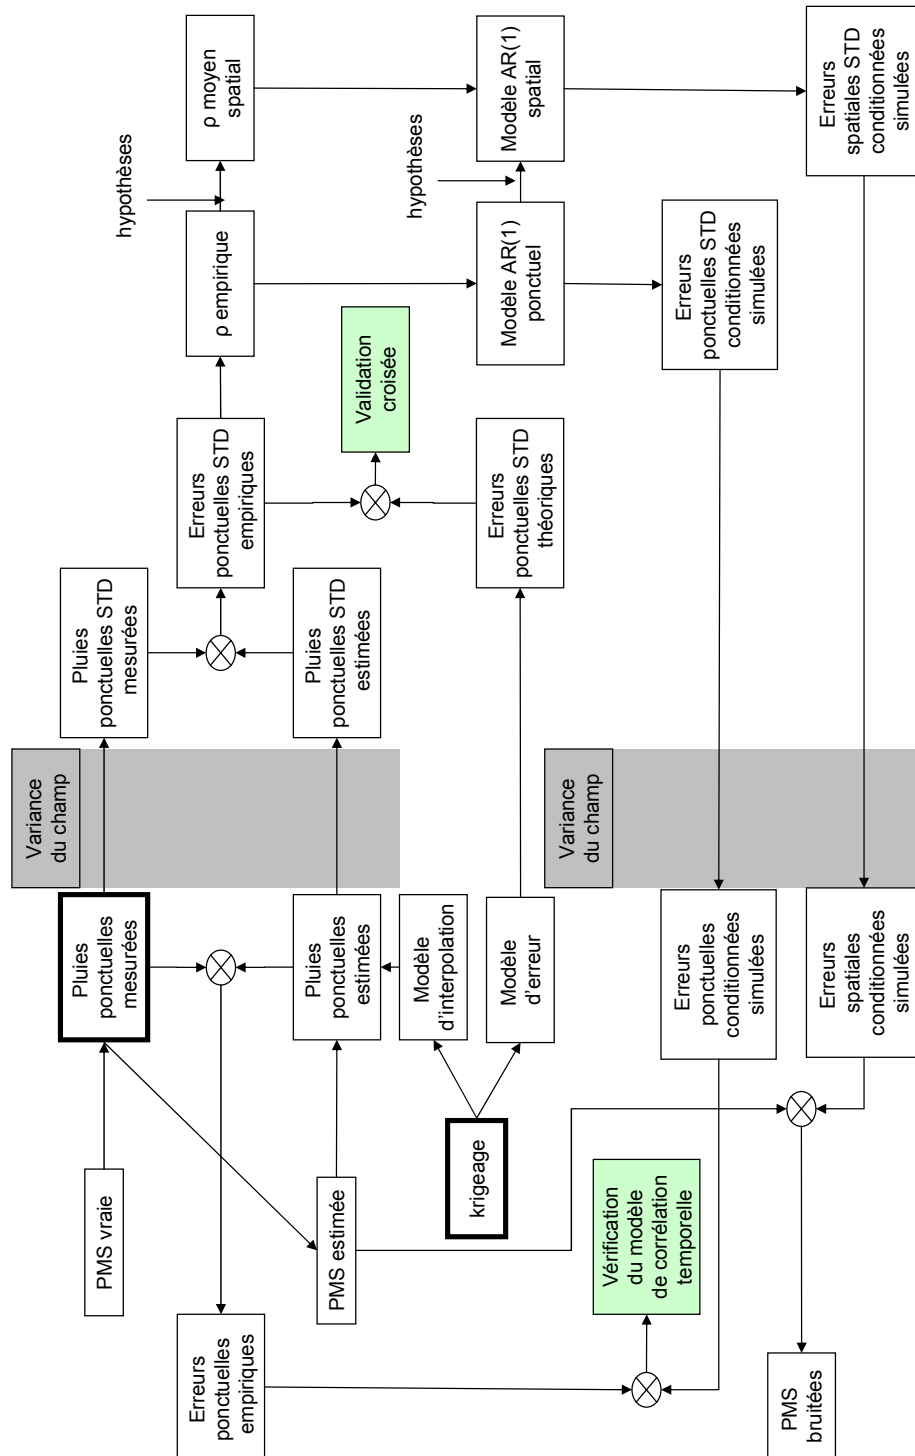 PMS vraie
Pluies
ponctuelles
mesurées
Variance
du champ
Pluies
ponctuelles STD
mesurées
Erreurs
ponctuelles
empiriques
Erreurs
ponctuelles STD
empiriques
ρ empirique
hypothèses
ρ moyen
spatial
PMS estimée
Pluies
ponctuelles
estimées
Pluies
ponctuelles STD
estimées
Validation
croisée
Modèle
d'interpolation
krigeage
Modèle
d'erreur
Erreurs
ponctuelles STD
théoriques
Modèle AR(1)
ponctuel
hypothèses
Modèle AR(1)
spatial
Vérification
du modèle
de corrélation
temporelle
Variance
du champ
Erreurs
ponctuelles
conditionnées
simulées
Erreurs
ponctuelles STD
conditionnées
simulées
PMS
bruitées
Erreurs
spatiales
conditionnées
simulées
Erreurs
spatiales STD
conditionnées
simulées